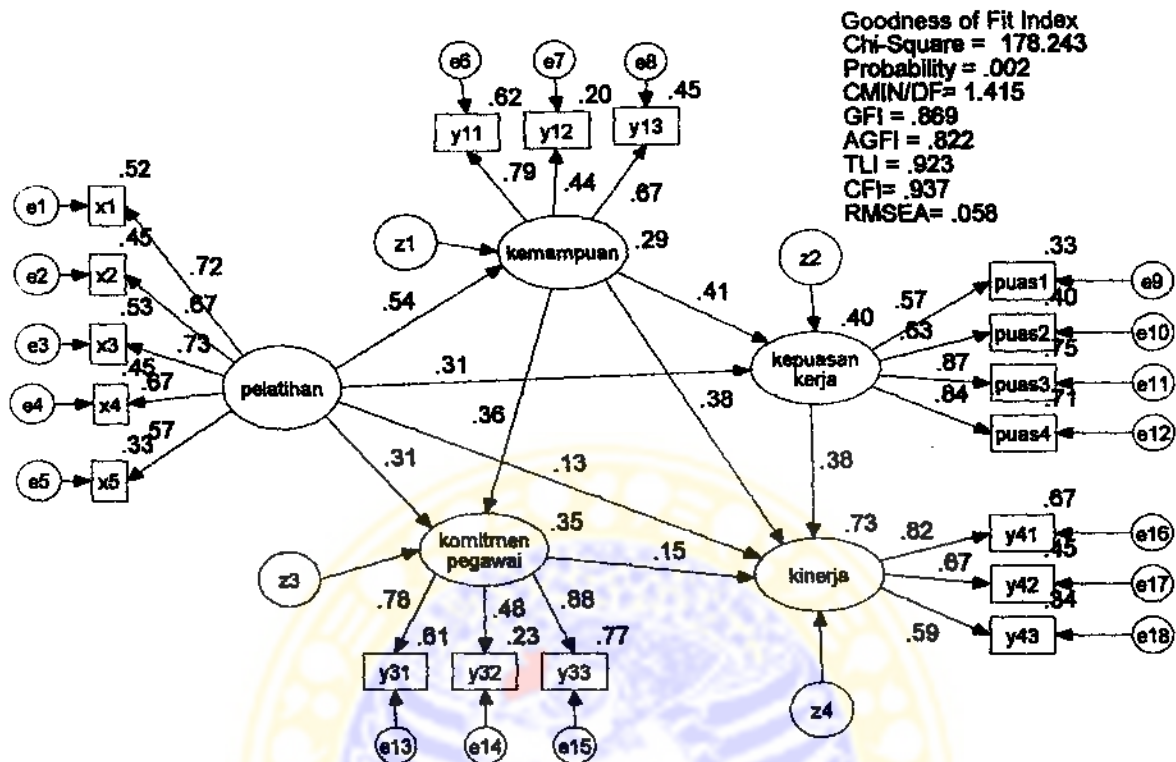 Goodness of Fit Index
Chi-Square = 178.243
Probability = .002
CMIN/DF= 1.415
GFI = .869
AGFI = .822
TLI = .923
CFI= .937
RMSEA= .058
e6
e7
e8
.62
.20
.45
y11
y12
y13
.79
.44
.67
z1
kemampuan
.29
z2
.52
e1
x1
.45
e2
x2
.72
.67
.53
e3
x3
.73
.45
.67
e4
x4
.57
.33
e5
x5
pelatihan
.54
.31
.36
.31
.13
.41
.38
.40
kepuasan
kerja
.33
.57
puas1
e9
.40
.63
puas2
e10
.75
.87
puas3
e11
.71
.84
puas4
e12
.38
z3
komitmen
pegawai
.35
.15
.73
kinerja
.67
.82
y41
e16
.45
.67
y42
e17
.34
.59
y43
e18
.78
.48
.88
.61
.23
.77
y31
y32
y33
e13
e14
e15
z4